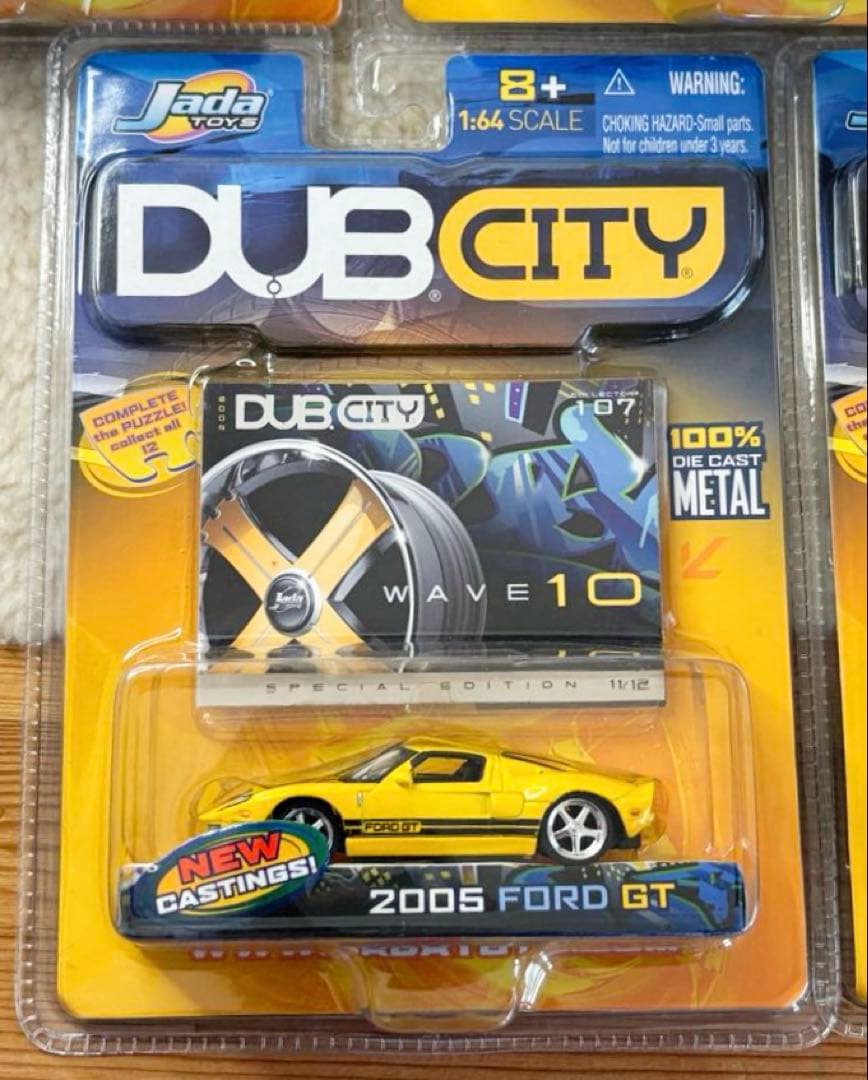 Jada
TOYS
8+
1:64 SCALE
WARNING:
CHOKING HAZARD-Small parts.
Not for children under 3 years.
DUB CITY
COMPLETE
the PUZZLE!
collect all
12
DUB CITY
COLLECTOR#
107
100%
DIE CAST
METAL
Jada
TOYS
WAVE 10
SPECIAL EDITION 11/12
FORD GT
NEW
CASTINGS!
2005 FORD GT